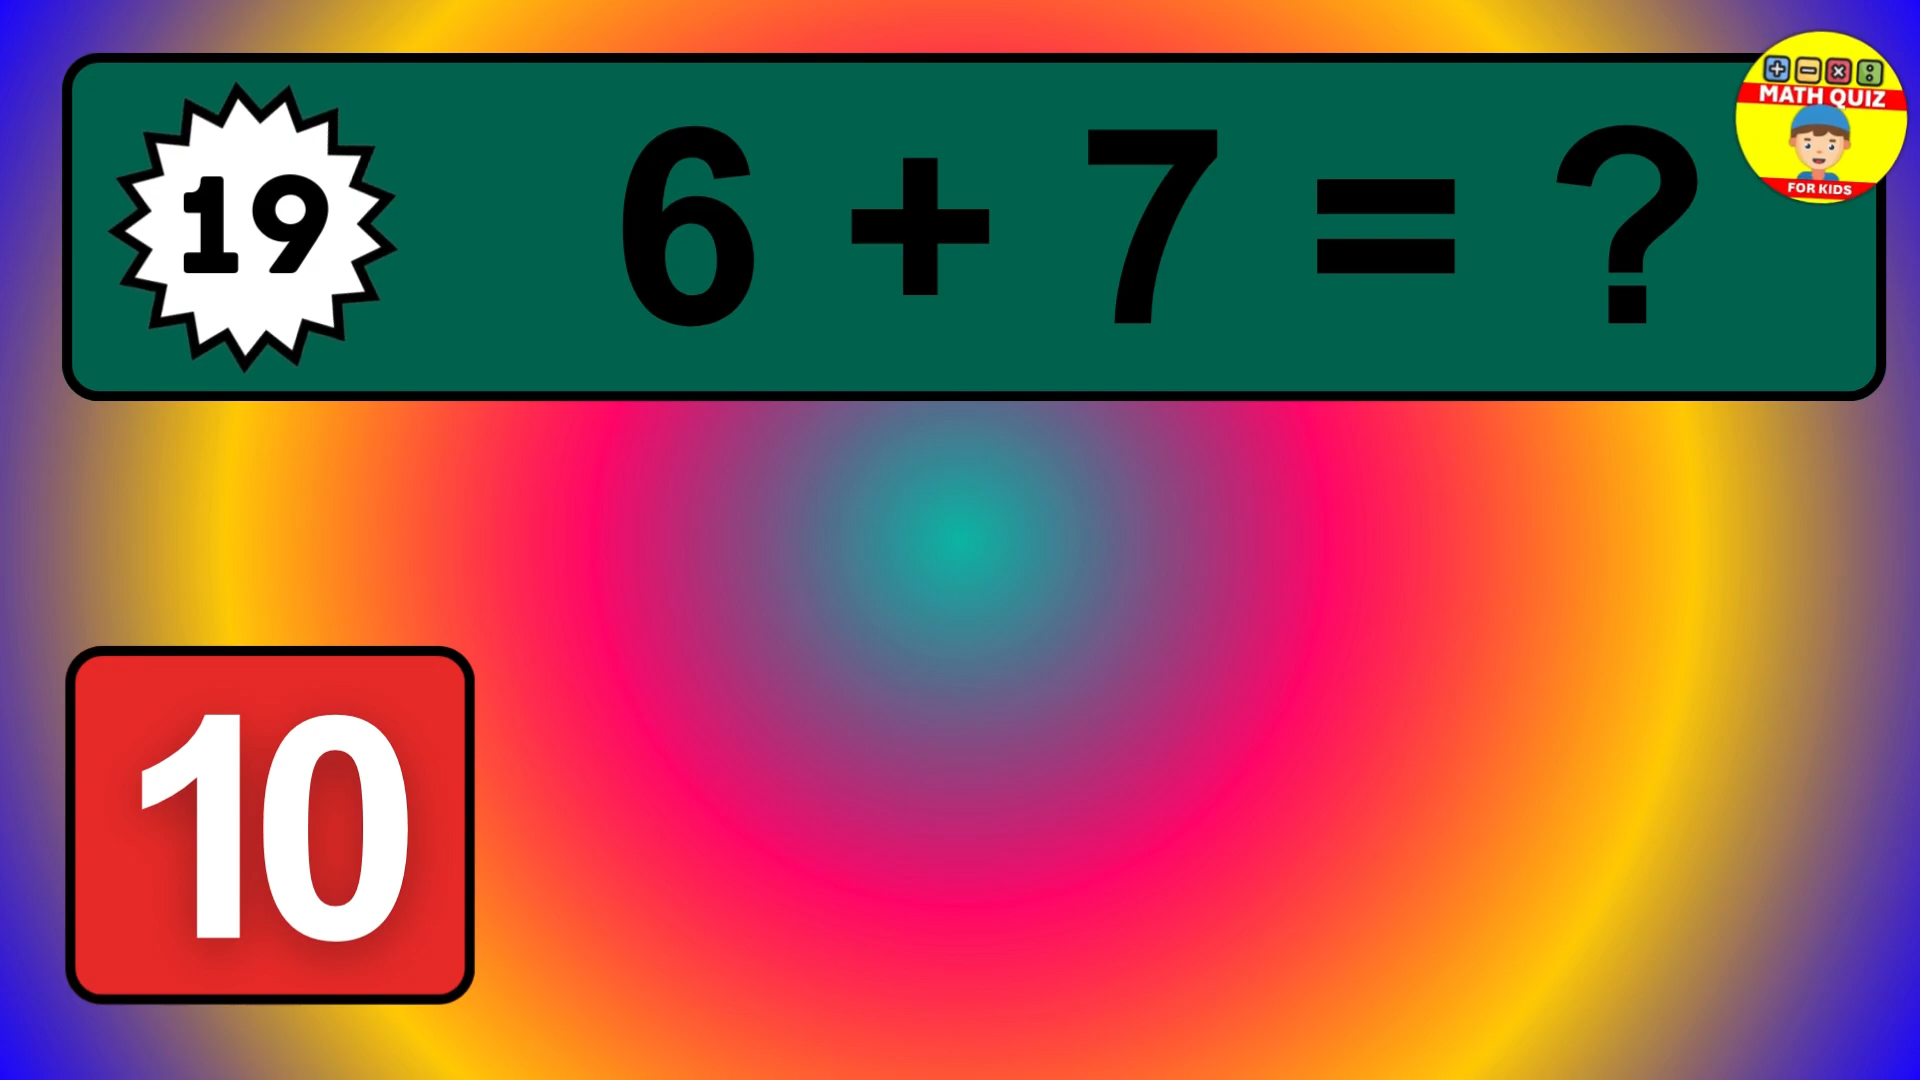 19
6 + 7 = ?
+ - × :
MATH QUIZ
FOR KIDS
10